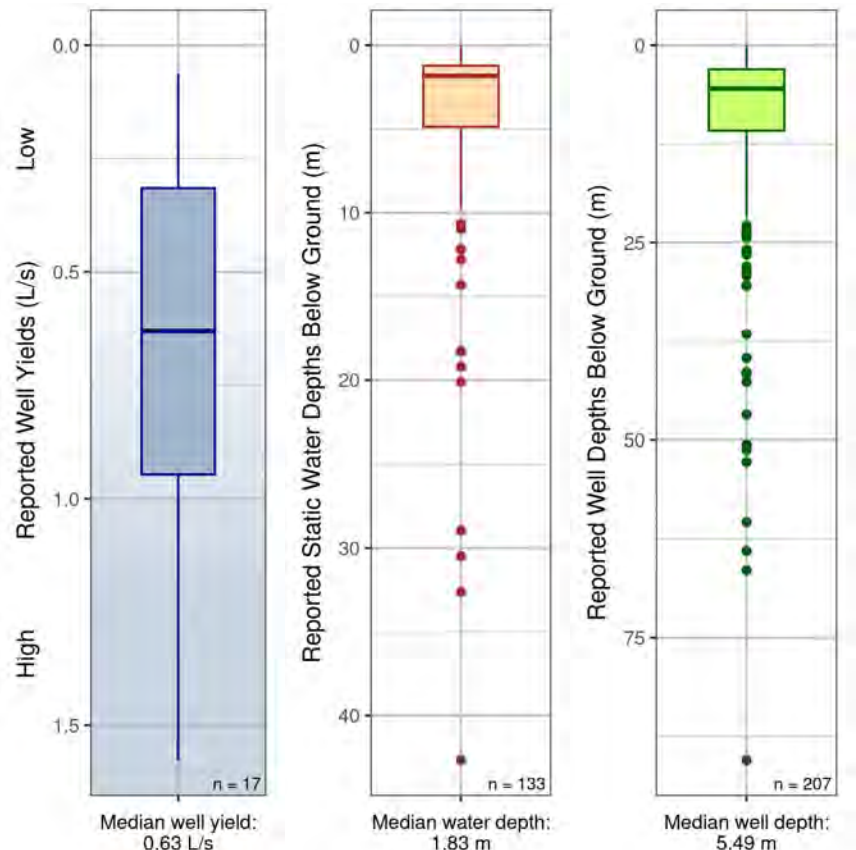 Reported Well Yields (L/s)
Low
High
0.0
0.5
1.0
1.5
n = 17
Median well yield:
0.63 L/s
Reported Static Water Depths Below Ground (m)
0
10
20
30
40
n = 133
Median water depth:
1.83 m
Reported Well Depths Below Ground (m)
0
25
50
75
n = 207
Median well depth:
5.49 m